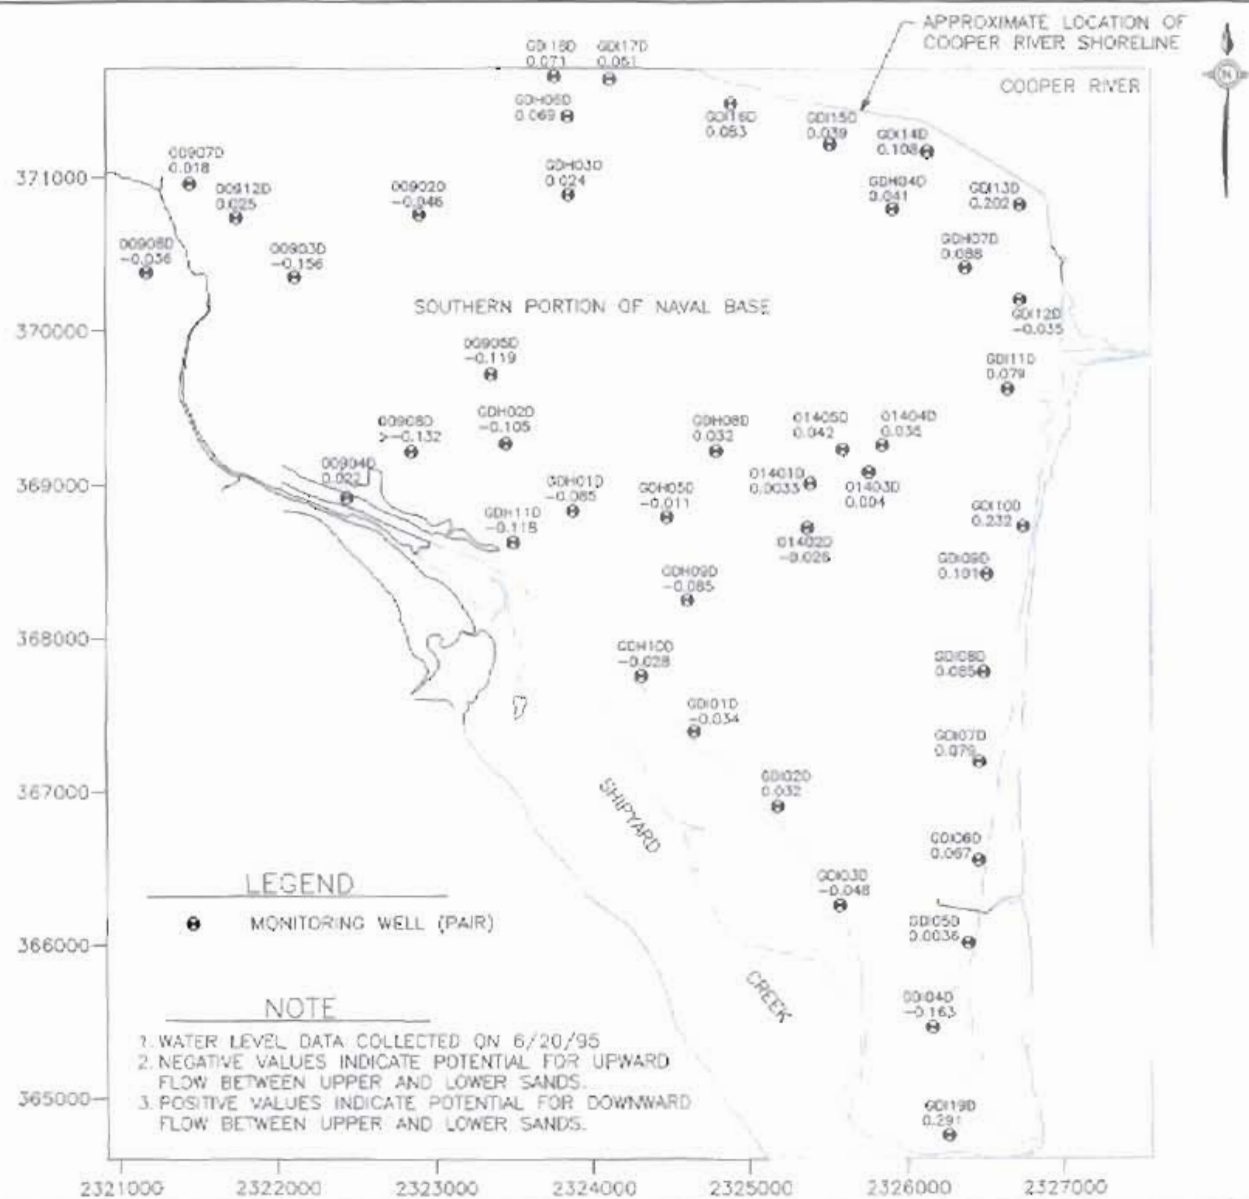 APPROXIMATE LOCATION OF
COOPER RIVER SHORELINE
COOPER RIVER
N
GDI18D
0.071
GDI17D
0.051
GDH06D
0.069
GDI16D
0.083
GDI15D
0.039
GDI14D
0.108
371000
00907D
0.018
00912D
0.025
00902D
-0.046
GDH03D
0.024
GDH04D
0.041
GDI13D
0.202
-0.036
00903D
-0.156
GDH07D
0.088
SOUTHERN PORTION OF NAVAL BASE
GDI12D
-0.035
370000
-0.119
GDI11D
0.079
>-0.132
GDH02D
-0.105
GDH08D
0.032
01405D
0.042
01404D
0.035
00904D
0.022
369000
GDH01D
-0.085
GDH05D
-0.011
01401D
0.0033
01403D
0.004
GDH11D
-0.118
01402D
-0.026
GDI10D
0.232
GDH09D
-0.085
GDI09D
0.101
368000
GDH10D
-0.028
GDI08D
0.085
GDI01D
-0.034
GDI07D
0.079
367000
GDI02D
0.032
SHIPYARD
GDI06D
0.067
LEGEND
GDI03D
-0.048
MONITORING WELL (PAIR)
GDI05D
0.0036
366000
CREEK
GDI04D
-0.163
NOTE
1. WATER LEVEL DATA COLLECTED ON 6/20/95
2. NEGATIVE VALUES INDICATE POTENTIAL FOR UPWARD
FLOW BETWEEN UPPER AND LOWER SANDS.
3. POSITIVE VALUES INDICATE POTENTIAL FOR DOWNWARD
FLOW BETWEEN UPPER AND LOWER SANDS.
365000
GDI19D
0.291
2321000
2322000
2323000
2324000
2325000
2326000
2327000